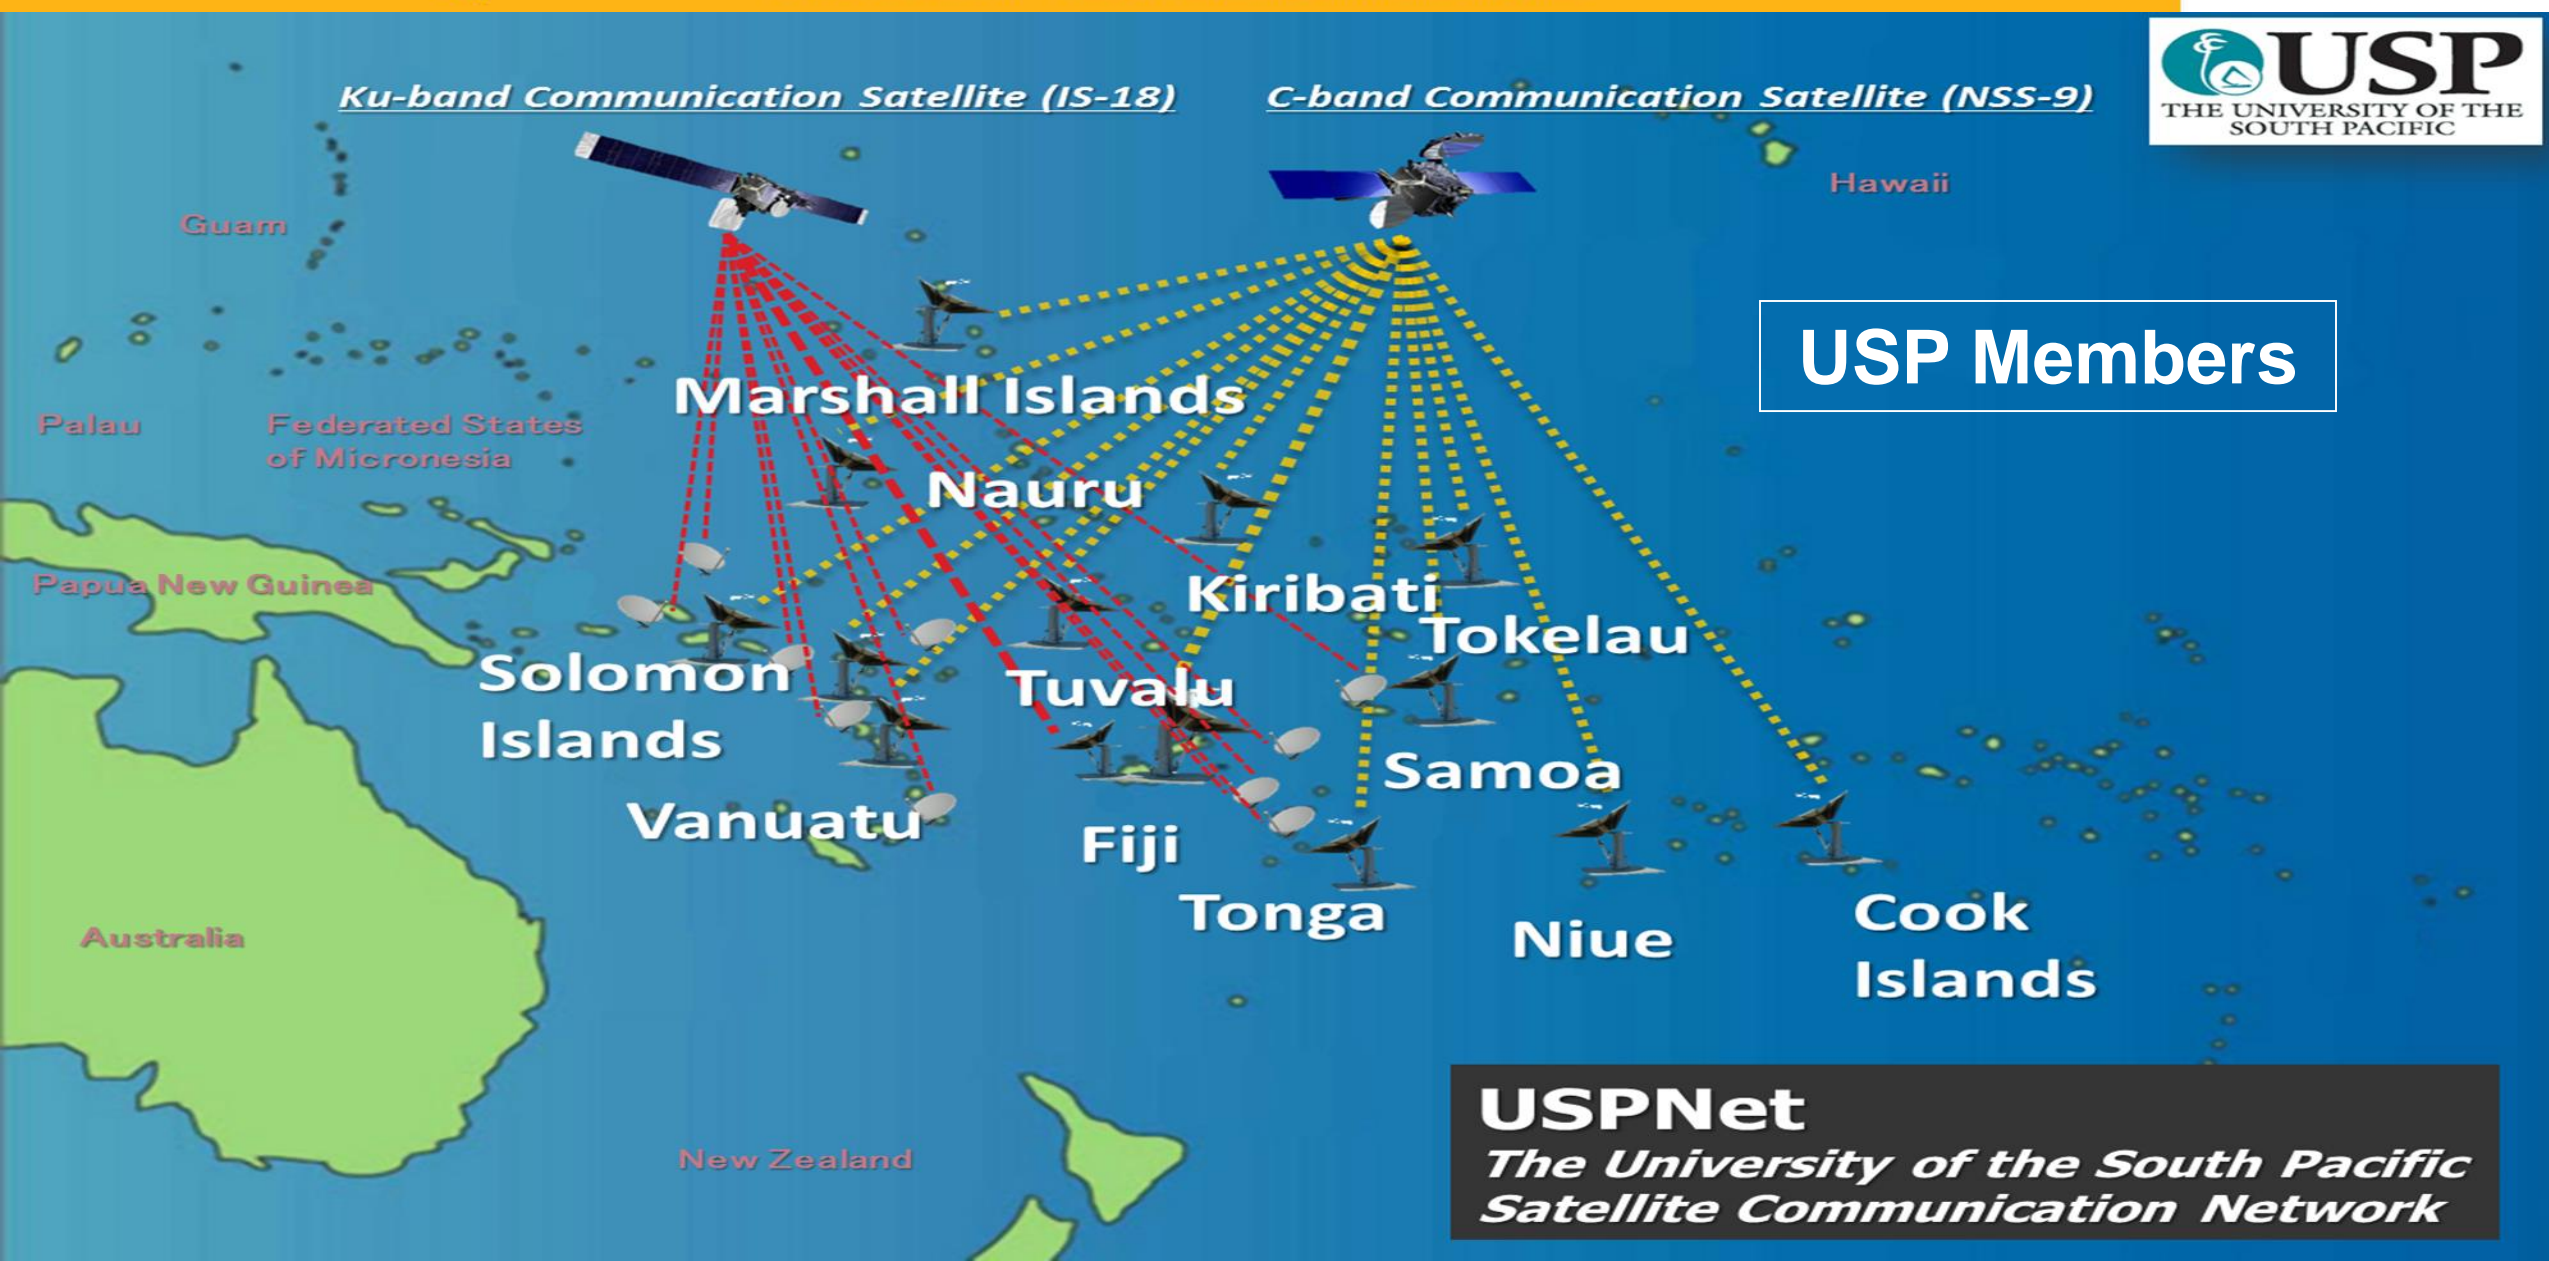 Ku-band Communication Satellite (IS-18)
C-band Communication Satellite (NSS-9)
USP
THE UNIVERSITY OF THE
SOUTH PACIFIC
Hawaii
Guam
USP Members
Marshall Islands
Palau
Federated States
of Micronesia
Nauru
Papua New Guinea
Kiribati
Tokelau
Solomon
Islands
Tuvalu
Samoa
Vanuatu
Fiji
Tonga
Niue
Cook
Islands
Australia
New Zealand
USPNet
The University of the South Pacific
Satellite Communication Network